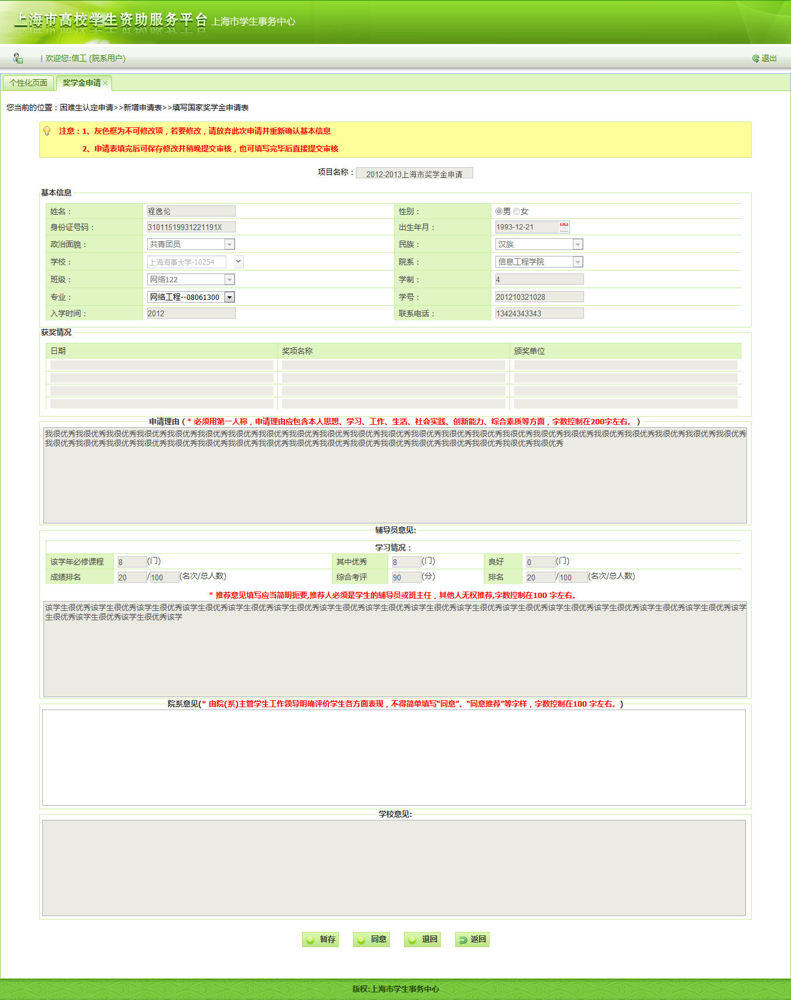 上海市高校学生资助服务平台 上海市学生事务中心
| 欢迎您:信工 (院系用户) 退出
个性化页面 奖学金申请
您当前的位置：困难生认定申请>>新增申请表>>填写国家奖学金申请表
注意：1、灰色框为不可修改项，若要修改，请放弃此次申请并重新确认基本信息
2、申请表填完后可保存修改并稍晚提交审核，也可填写完毕后直接提交审核
项目名称： 2012-2013上海市奖学金申请
基本信息
姓名： 程逸伦 性别： 男 女
身份证号码： 31011519931221191X 出生年月： 1993-12-21
政治面貌： 共青团员 民族： 汉族
学校： 上海海事大学-10254 院系： 信息工程学院
班级： 网络122 学制： 4
专业： 网络工程--08061300 学号： 201210321028
入学时间： 2012 联系电话： 13424343343
获奖情况
日期 奖项名称 颁奖单位
申请理由（* 必须用第一人称，申请理由应包含本人思想、学习、工作、生活、社会实践、创新能力、综合素质等方面，字数控制在200字左右。）
我很优秀我很优秀我很优秀我很优秀我很优秀我很优秀我很优秀我很优秀我很优秀我很优秀我很优秀我很优秀我很优秀我很优秀我很优秀我很优秀我很优秀我很优秀我很优秀我很优秀我很优秀我很优秀我很优秀
我很优秀我很优秀我很优秀我很优秀我很优秀我很优秀我很优秀我很优秀我很优秀我很优秀我很优秀我很优秀我很优秀我很优秀我很优秀我很优秀我很优秀
辅导员意见:
学习情况：
该学年必修课程 8(门) 其中优秀 8(门) 良好 0(门)
成绩排名 20/100(名次/总人数) 综合考评 90(分) 排名 20/100(名次/总人数)
* 推荐意见填写应当简明扼要,推荐人必须是学生的辅导员或班主任，其他人无权推荐,字数控制在100 字左右。
该学生很优秀该学生很优秀该学生很优秀该学生很优秀该学生很优秀该学生很优秀该学生很优秀该学生很优秀该学生很优秀该学生很优秀该学生很优秀该学生很优秀该学生很优秀该学生很优秀该学生很优秀该学
生很优秀该学生很优秀该学生很优秀该学
院系意见(* 由院(系)主管学生工作领导明确评价学生各方面表现，不得简单填写“同意”、“同意推荐”等字样，字数控制在100 字左右。)
学校意见:
暂存 同意 退回 返回
版权:上海市学生事务中心